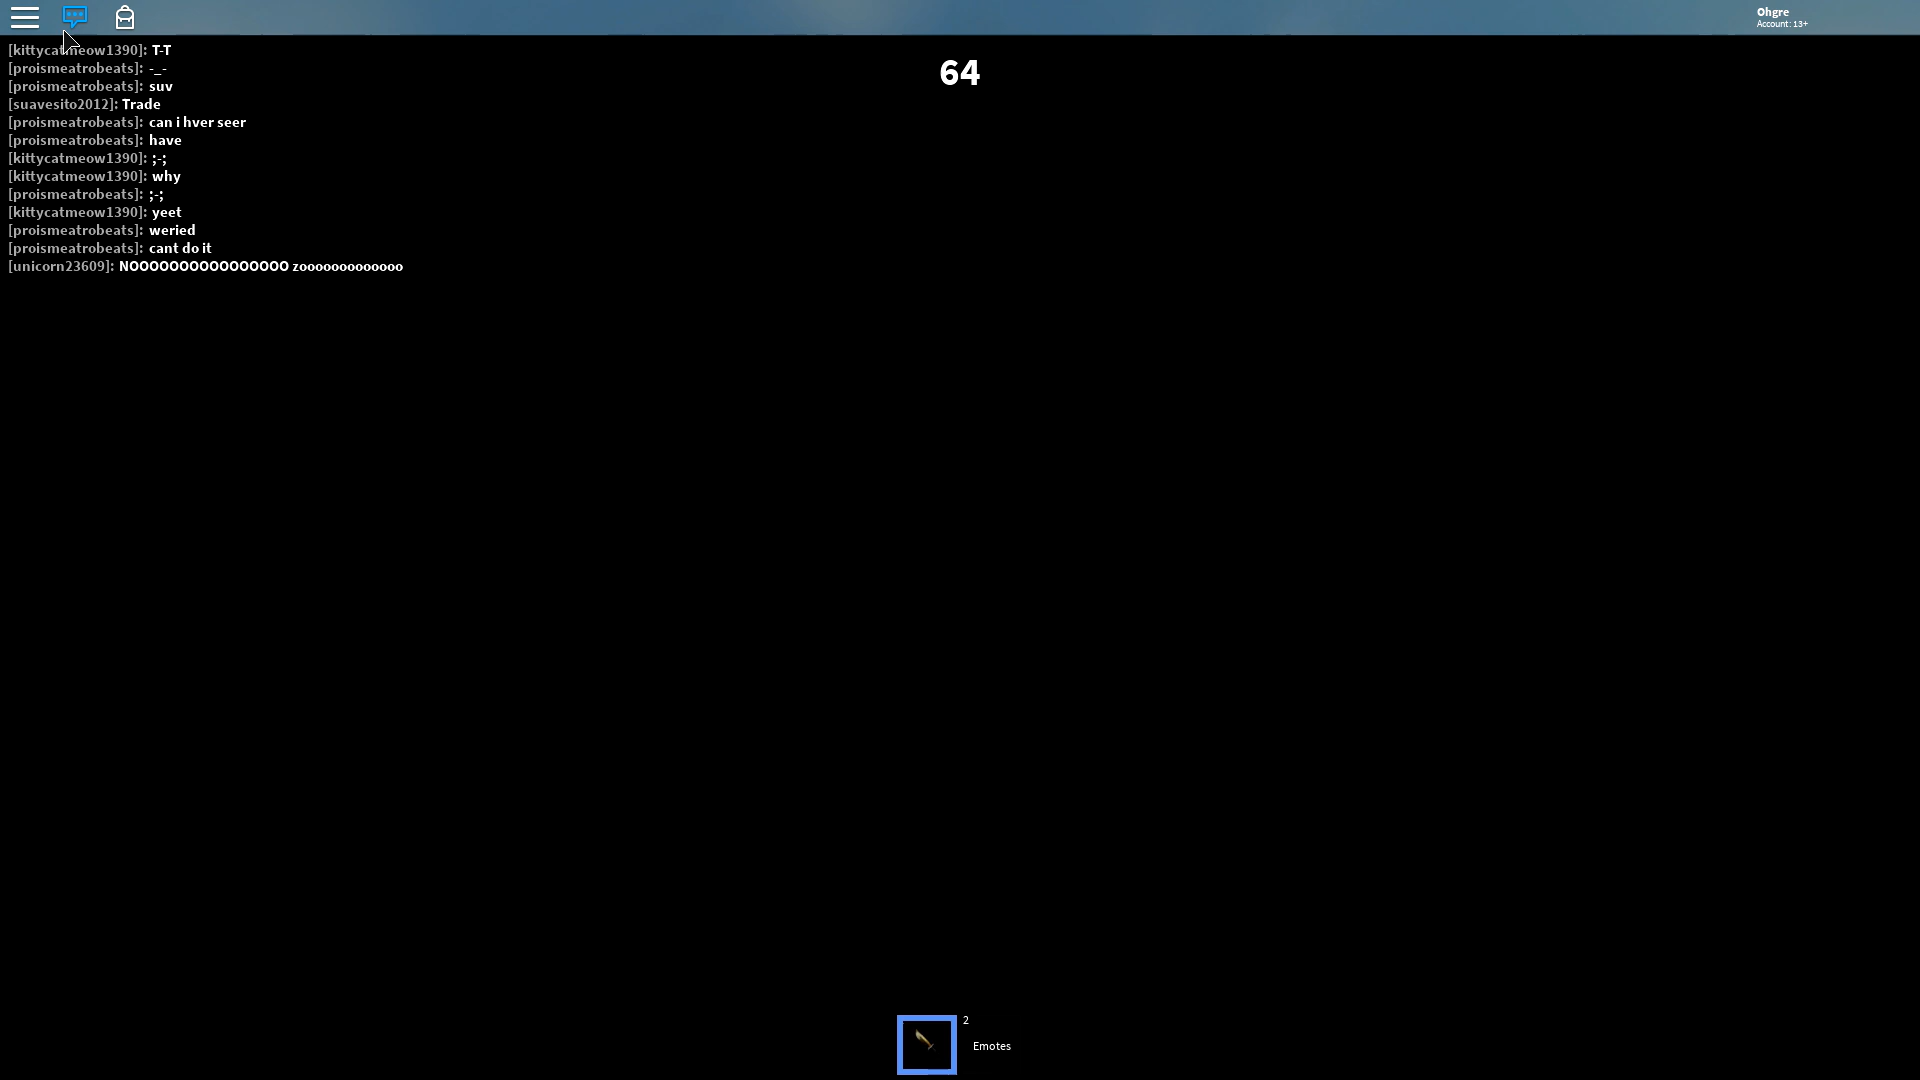 Ohgre
Account: 13+
[kittycatmeow1390]: T-T
[proismeatrobeats]: -_-
[proismeatrobeats]: suv
[suavesito2012]: Trade
[proismeatrobeats]: can i hver seer
[proismeatrobeats]: have
[kittycatmeow1390]: ;-;
[kittycatmeow1390]: why
[proismeatrobeats]: ;-;
[kittycatmeow1390]: yeet
[proismeatrobeats]: weried
[proismeatrobeats]: cant do it
[unicorn23609]: NOOOOOOOOOOOOOOOO zooooooooooooo
64
2
Emotes